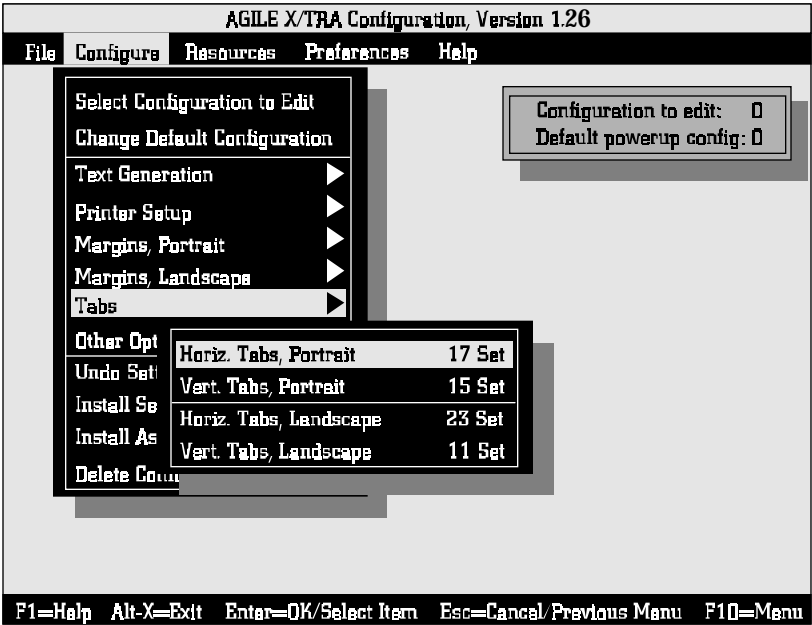 AGILE X/TRA Configuration, Version 1.26
File Configure Resources Preferences Help
Select Configuration to Edit
Change Default Configuration
Configuration to edit: 0
Default powerup config: 0
Text Generation
Printer Setup
Margins, Portrait
Margins, Landscape
Tabs
Other Opt
Horiz. Tabs, Portrait 17 Set
Vert. Tabs, Portrait 15 Set
Horiz. Tabs, Landscape 23 Set
Vert. Tabs, Landscape 11 Set
Undo Sett
Install Se
Install As
Delete Con
F1=Help Alt-X=Exit Enter=OK/Select Item Esc=Cancel/Previous Menu F10=Menu